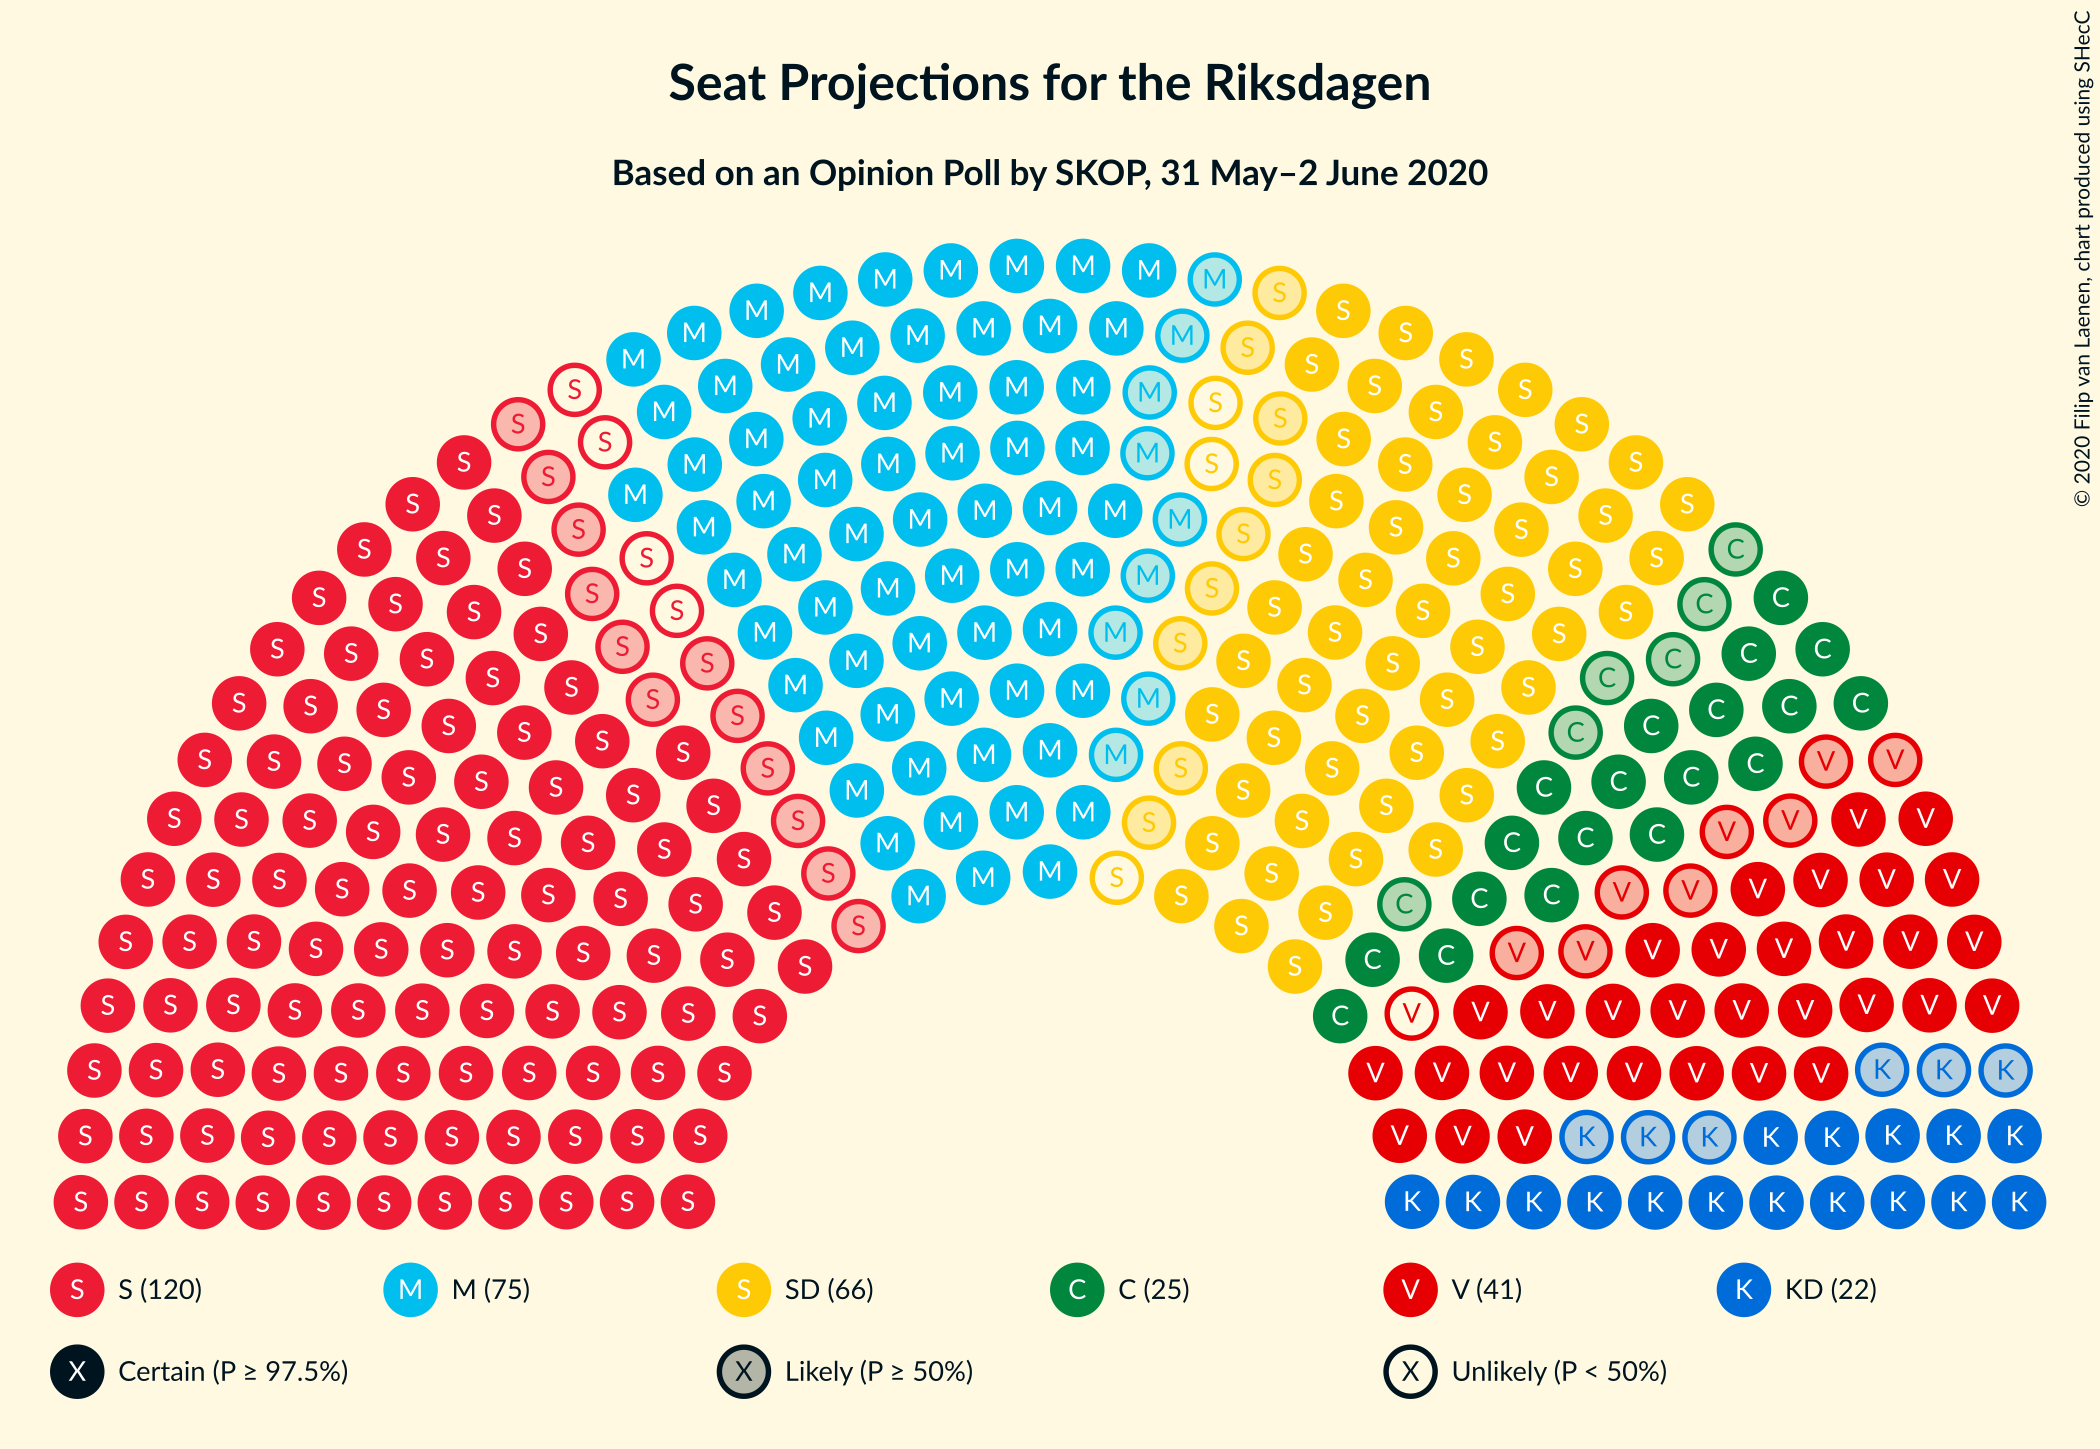 Seat Projections for the Riksdagen
Based on an Opinion Poll by SKOP, 31 May–2 June 2020
© 2020 Filip van Laenen, chart produced using SHecC
S S (120) M M (75) S SD (66) C C (25) V V (41) K KD (22)
X Certain (P ≥ 97.5%) X Likely (P ≥ 50%) X Unlikely (P < 50%)